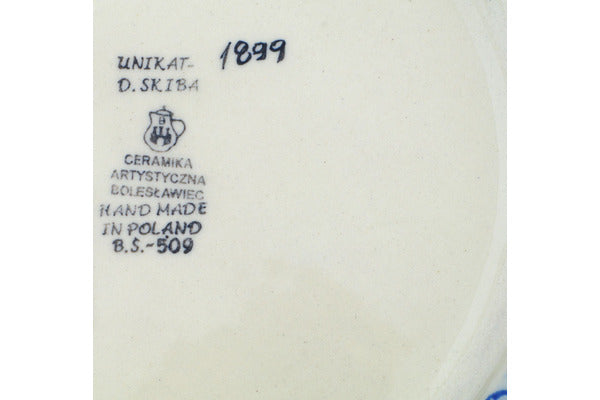 UNIKAT- 1899
D. SKIBA
B
CERAMIKA
ARTYSTYCZNA
BOLESŁAWIEC
HAND MADE
IN POLAND
B.S.-509